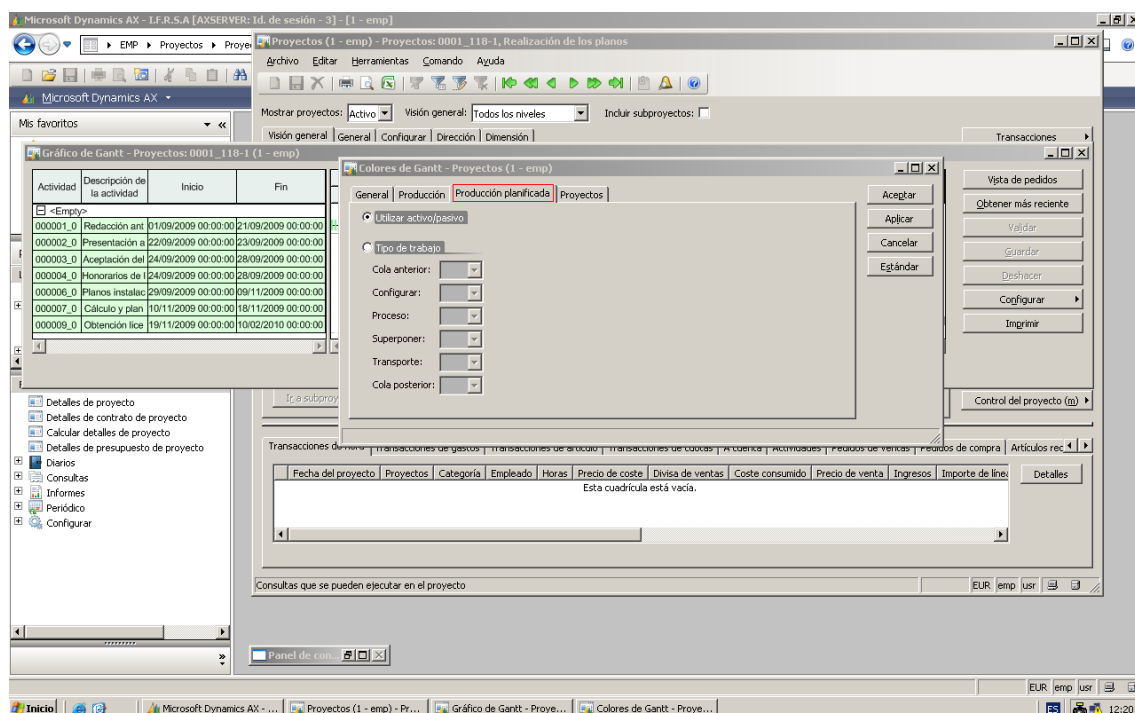 Microsoft Dynamics AX - I.F.R.S.A [AXSERVER: Id. de sesión - 3] - [1 - emp]
EMP Proyectos Proye
Microsoft Dynamics AX
Mis favoritos
Proyectos (1 - emp) - Proyectos: 0001_118-1, Realización de los planos
Archivo Editar Herramientas Comando Ayuda
Mostrar proyectos: Activo Visión general: Todos los niveles Incluir subproyectos:
Visión general General Configurar Dirección Dimensión
Transacciones
Gráfico de Gantt - Proyectos: 0001_118-1 (1 - emp)
Actividad Descripción de la actividad Inicio Fin
<Empty>
000001_0 Redacción ant 01/09/2009 00:00:00 21/09/2009 00:00:00
000002_0 Presentación a 22/09/2009 00:00:00 23/09/2009 00:00:00
000003_0 Aceptación del 24/09/2009 00:00:00 28/09/2009 00:00:00
000004_0 Honorarios de l 24/09/2009 00:00:00 28/09/2009 00:00:00
000006_0 Planos instalac 29/09/2009 00:00:00 09/11/2009 00:00:00
000007_0 Cálculo y plan 10/11/2009 00:00:00 18/11/2009 00:00:00
000009_0 Obtención lice 19/11/2009 00:00:00 10/02/2010 00:00:00
Colores de Gantt - Proyectos (1 - emp)
General Producción Producción planificada Proyectos
Utilizar activo/pasivo
Tipo de trabajo
Cola anterior:
Configurar:
Proceso:
Superponer:
Transporte:
Cola posterior:
Aceptar
Aplicar
Cancelar
Estándar
Vista de pedidos
Obtener más reciente
Validar
Guardar
Deshacer
Configurar
Imprimir
Ir a subproy
Control del proyecto (m)
Detalles de proyecto
Detalles de contrato de proyecto
Calcular detalles de proyecto
Detalles de presupuesto de proyecto
Diarios
Consultas
Informes
Periódico
Configurar
Transacciones de hora Transacciones de gastos Transacciones de artículo Transacciones de cuotas A cuenta Actividades Pedidos de ventas Pedidos de compra Artículos rec
Fecha del proyecto Proyectos Categoría Empleado Horas Precio de coste Divisa de ventas Coste consumido Precio de venta Ingresos Importe de línea
Detalles
Esta cuadrícula está vacía.
Consultas que se pueden ejecutar en el proyecto
EUR emp usr
Panel de con...
EUR emp usr
Inicio
Microsoft Dynamics AX - ...
Proyectos (1 - emp) - Pr...
Gráfico de Gantt - Proye...
Colores de Gantt - Proye...
ES
12:20